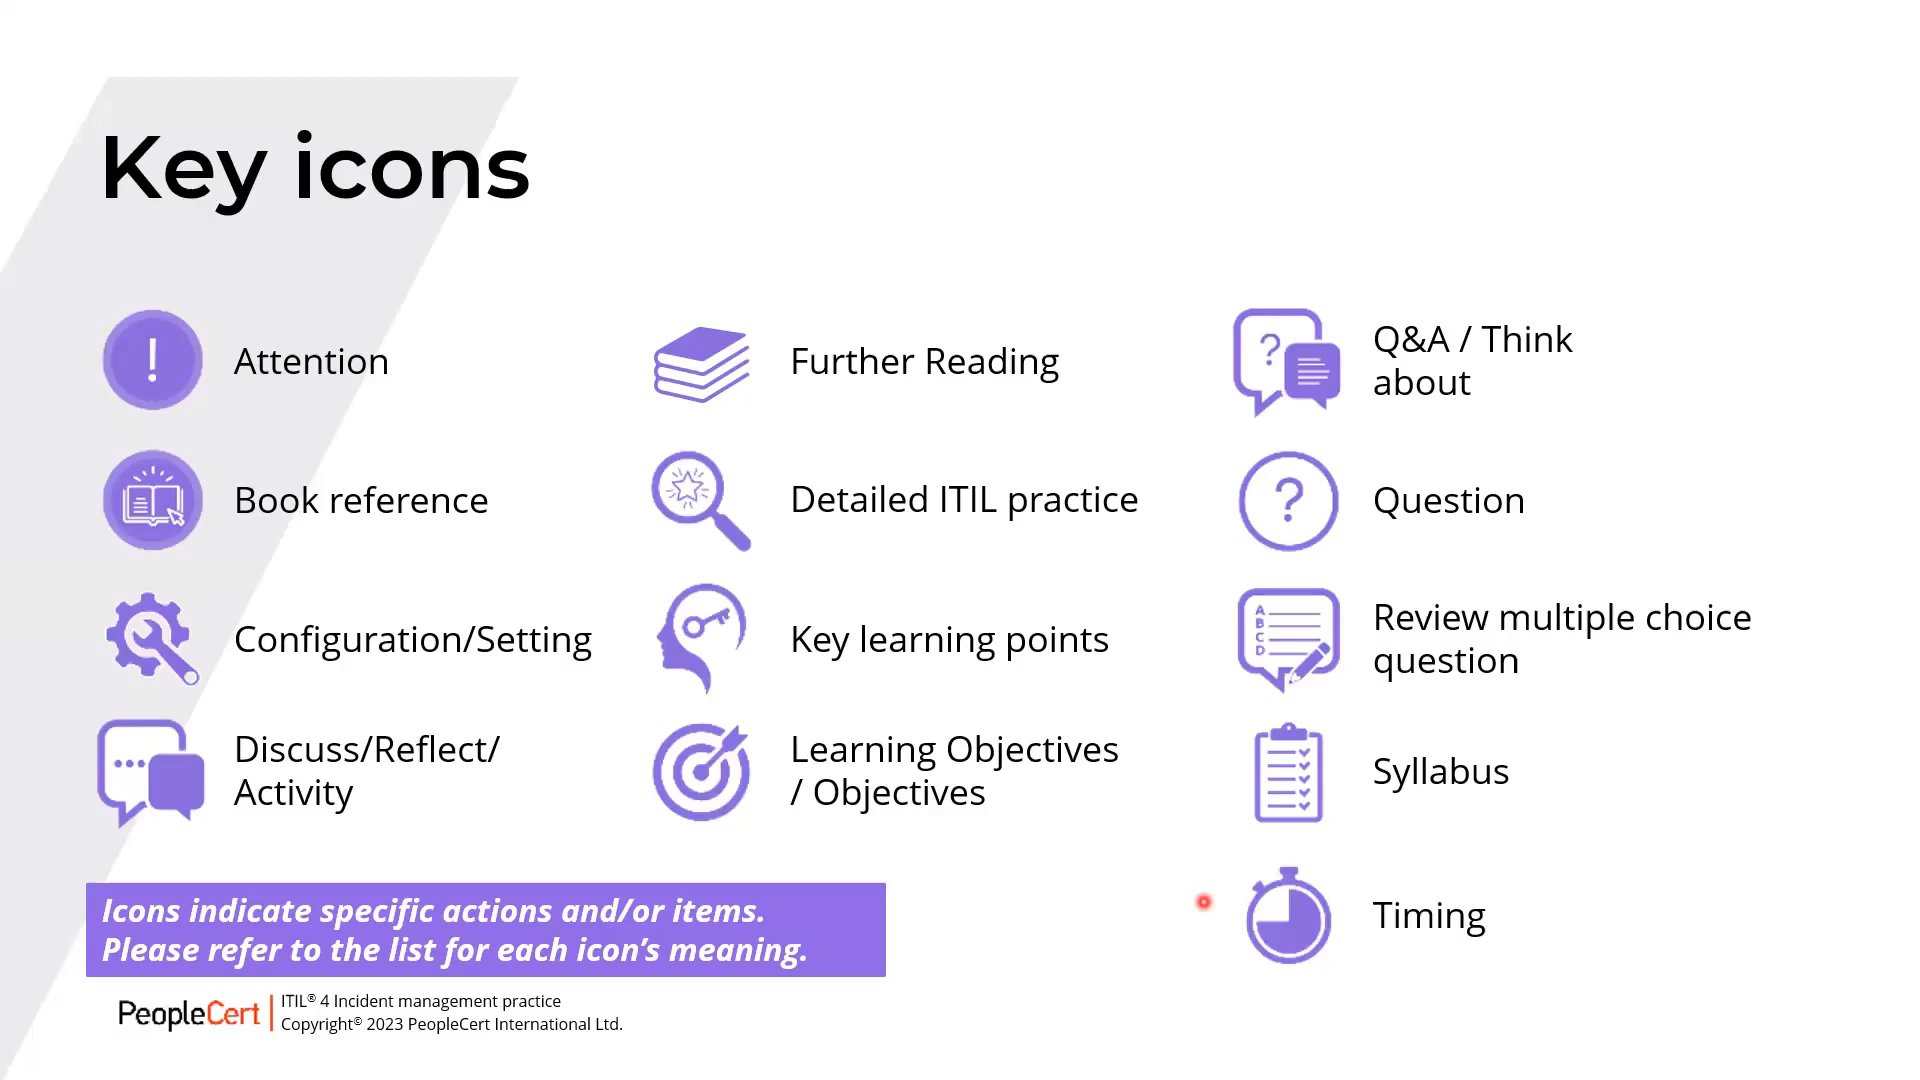 Key icons
!
Attention
Book reference
Configuration/Setting
Discuss/Reflect/
Activity
Further Reading
Detailed ITIL practice
Key learning points
Learning Objectives
/ Objectives
?
Q&A / Think
about
?
Question
A
B
C
D
Review multiple choice
question
Syllabus
Timing
Icons indicate specific actions and/or items.
Please refer to the list for each icon’s meaning.
PeopleCert
ITIL® 4 Incident management practice
Copyright© 2023 PeopleCert International Ltd.